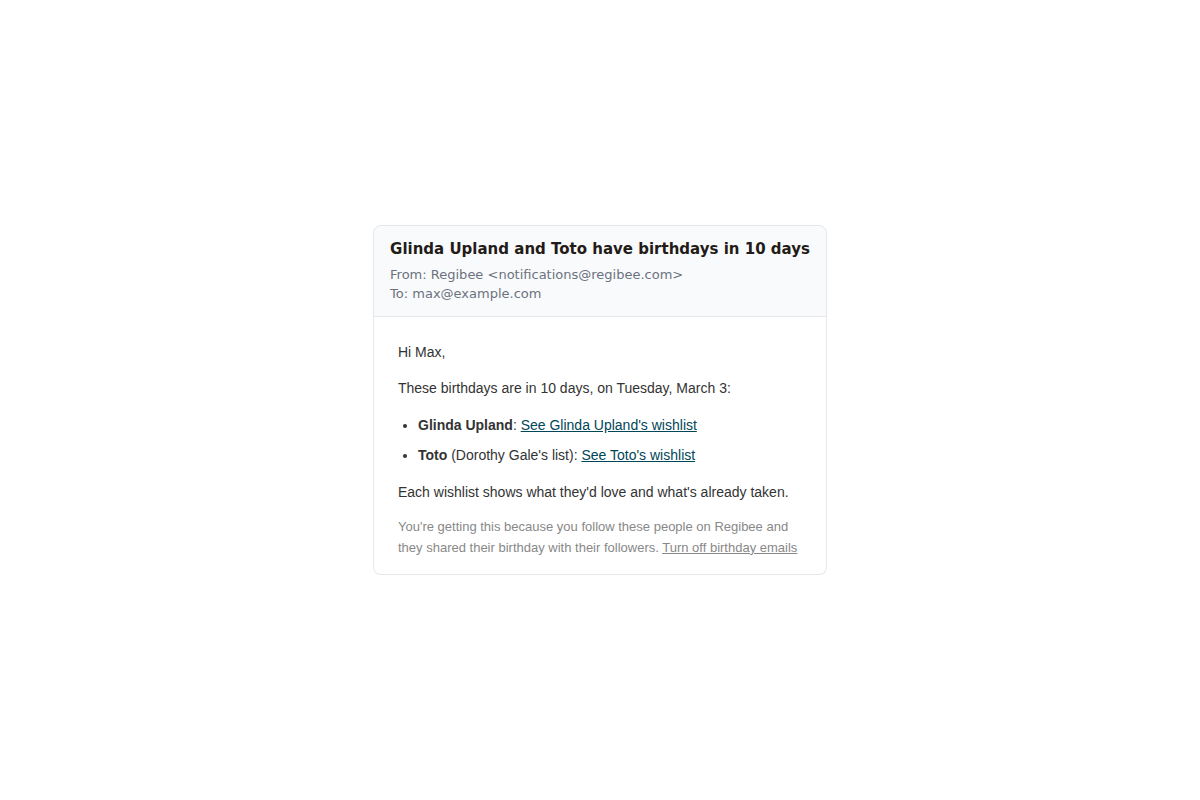 Glinda Upland and Toto have birthdays in 10 days
From: Regibee <notifications@regibee.com>
To: max@example.com
Hi Max,
These birthdays are in 10 days, on Tuesday, March 3:
• Glinda Upland: See Glinda Upland's wishlist
• Toto (Dorothy Gale's list): See Toto's wishlist
Each wishlist shows what they'd love and what's already taken.
You're getting this because you follow these people on Regibee and
they shared their birthday with their followers. Turn off birthday emails